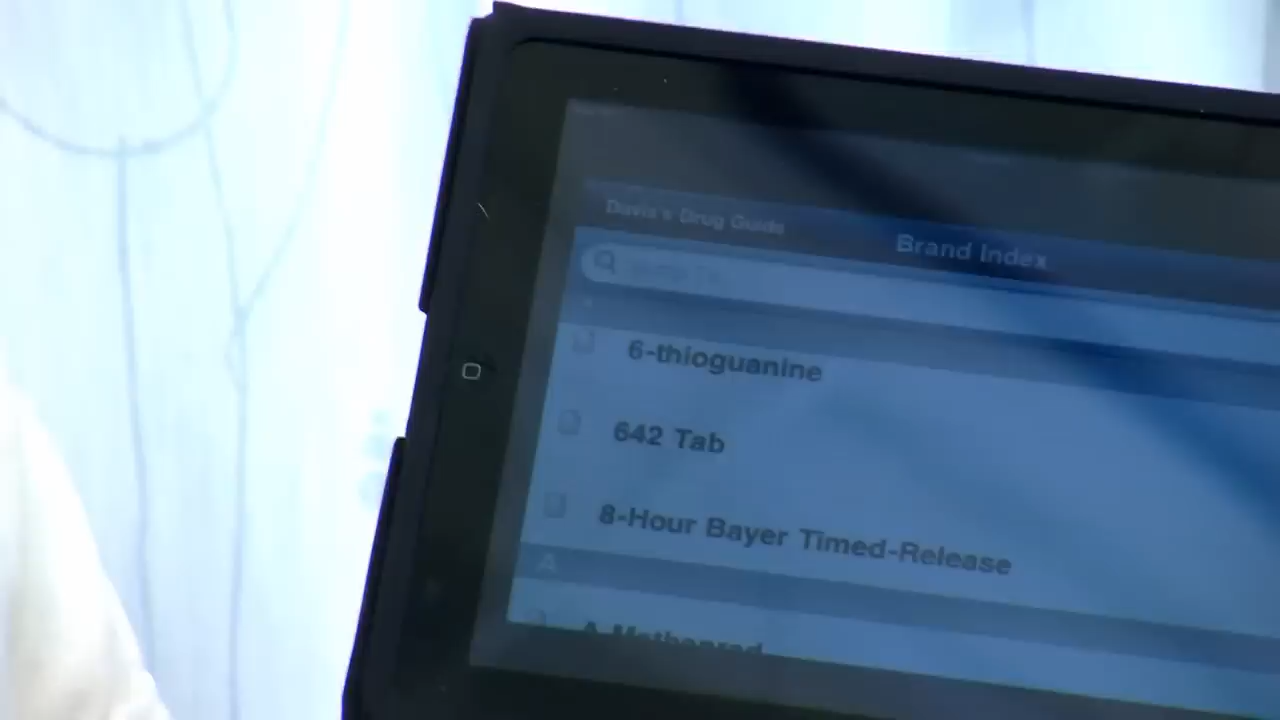 Davis's Drug Guide
Brand Index
6-thioguanine
642 Tab
8-Hour Bayer Timed-Release
A